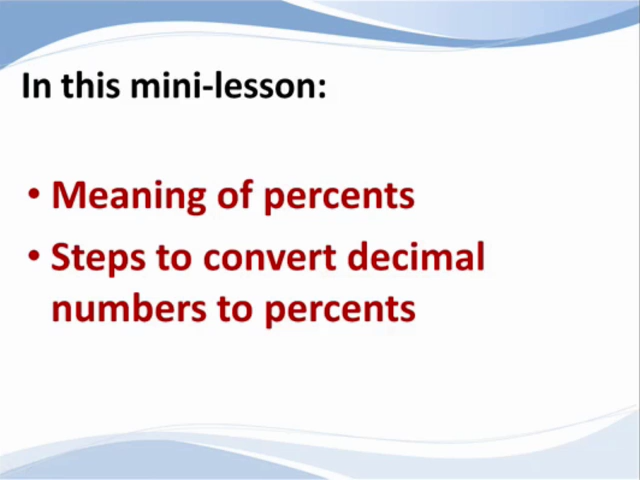 In this mini-lesson:
• Meaning of percents
• Steps to convert decimal
numbers to percents